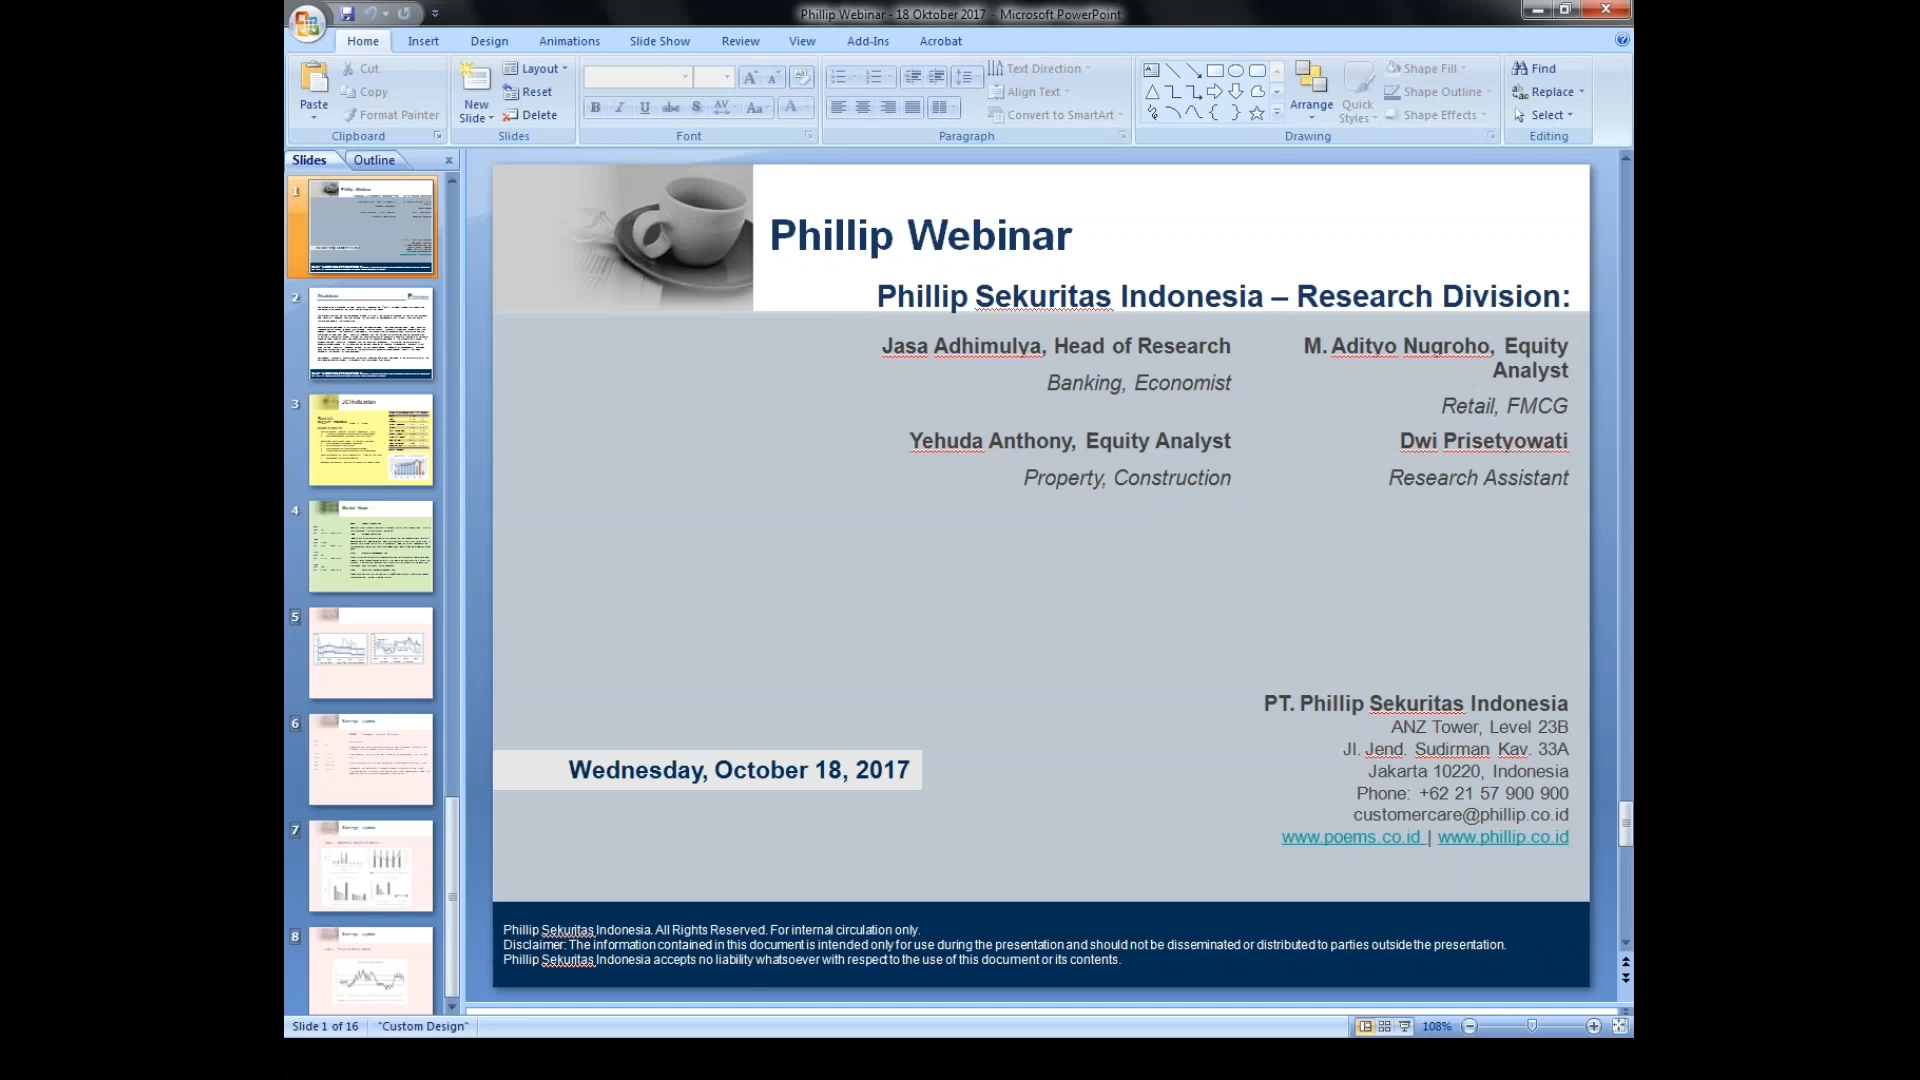 Phillip Webinar - 18 Oktober 2017 - Microsoft PowerPoint
Home Insert Design Animations Slide Show Review View Add-Ins Acrobat
Paste
Cut
Copy
Format Painter
Clipboard
New Slide
Layout
Reset
Delete
Slides
Font
Text Direction
Align Text
Convert to SmartArt
Paragraph
Arrange
Quick Styles
Shape Fill
Shape Outline
Shape Effects
Drawing
Find
Replace
Select
Editing
Slides Outline
1
2
3
4
5
6
7
8
Phillip Webinar
Phillip Sekuritas Indonesia – Research Division:
Jasa Adhimulya, Head of Research
Banking, Economist
Yehuda Anthony, Equity Analyst
Property, Construction
M. Adityo Nugroho, Equity
Analyst
Retail, FMCG
Dwi Prisetyowati
Research Assistant
PT. Phillip Sekuritas Indonesia
ANZ Tower, Level 23B
Jl. Jend. Sudirman Kav. 33A
Jakarta 10220, Indonesia
Phone: +62 21 57 900 900
customercare@phillip.co.id
www.poems.co.id | www.phillip.co.id
Wednesday, October 18, 2017
Phillip Sekuritas Indonesia. All Rights Reserved. For internal circulation only.
Disclaimer: The information contained in this document is intended only for use during the presentation and should not be disseminated or distributed to parties outside the presentation.
Phillip Sekuritas Indonesia accepts no liability whatsoever with respect to the use of this document or its contents.
Slide 1 of 16 "Custom Design" 108%